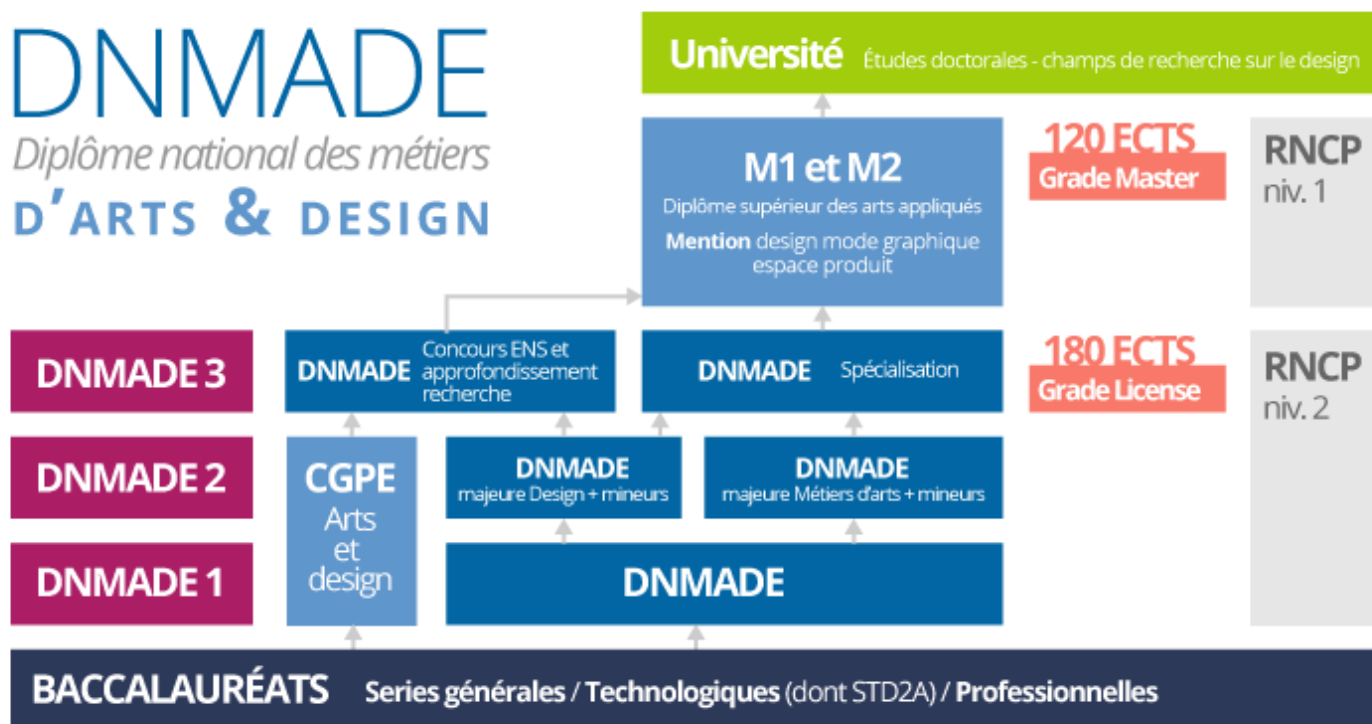 DNMADE
Diplôme national des métiers
D'ARTS & DESIGN
Université Études doctorales - champs de recherche sur le design
M1 et M2
Diplôme supérieur des arts appliqués
Mention design mode graphique
espace produit
120 ECTS
Grade Master
RNCP
niv. 1
DNMADE 3
DNMADE Concours ENS et
approfondissement
recherche
DNMADE Spécialisation
180 ECTS
Grade License
RNCP
niv. 2
DNMADE 2
CGPE
Arts
et
design
DNMADE
majeure Design + mineurs
DNMADE
majeure Métiers d'arts + mineurs
DNMADE 1
DNMADE
BACCALAURÉATS Series générales / Technologiques (dont STD2A) / Professionnelles